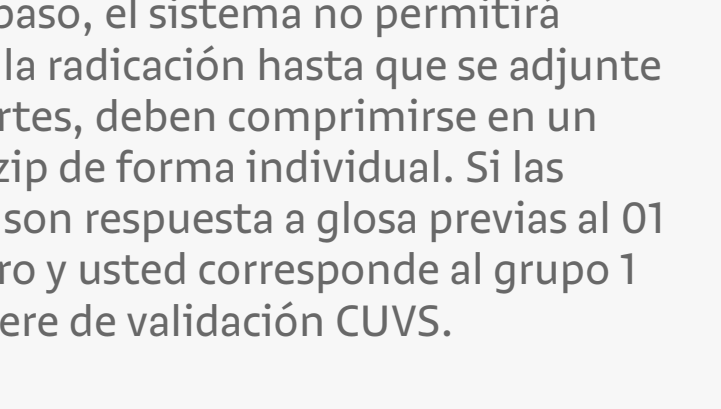 paso, el sistema no permitirá
la radicación hasta que se adjunte
rtes, deben comprimirse en un
zip de forma individual. Si las
son respuesta a glosa previas al 01
ro y usted corresponde al grupo 1
ere de validación CUVS.